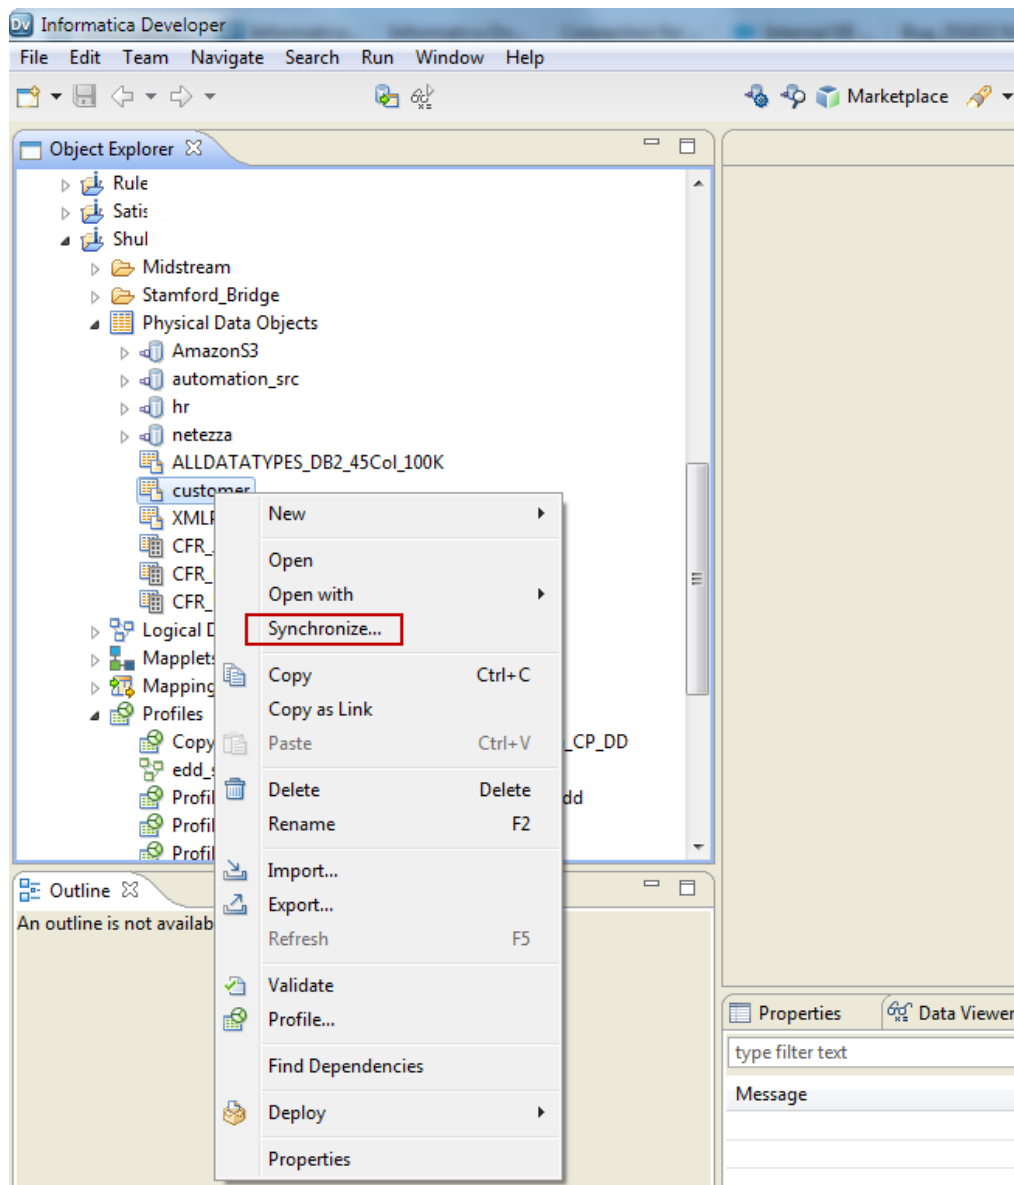 Dv Informatica Developer
File Edit Team Navigate Search Run Window Help
Marketplace
Object Explorer
Rule
Satis
Shul
Midstream
Stamford_Bridge
Physical Data Objects
AmazonS3
automation_src
hr
netezza
ALLDATATYPES_DB2_45Col_100K
customer
XMLF
CFR_
CFR_
CFR_
Logical D
Mapplets
Mapping
Profiles
Copy _CP_DD
edd_s
Profil dd
Profil
Profil
New
Open
Open with
Synchronize...
Copy Ctrl+C
Copy as Link
Paste Ctrl+V
Delete Delete
Rename F2
Import...
Export...
Refresh F5
Validate
Profile...
Find Dependencies
Deploy
Properties
Outline
An outline is not availab
Properties Data Viewer
type filter text
Message